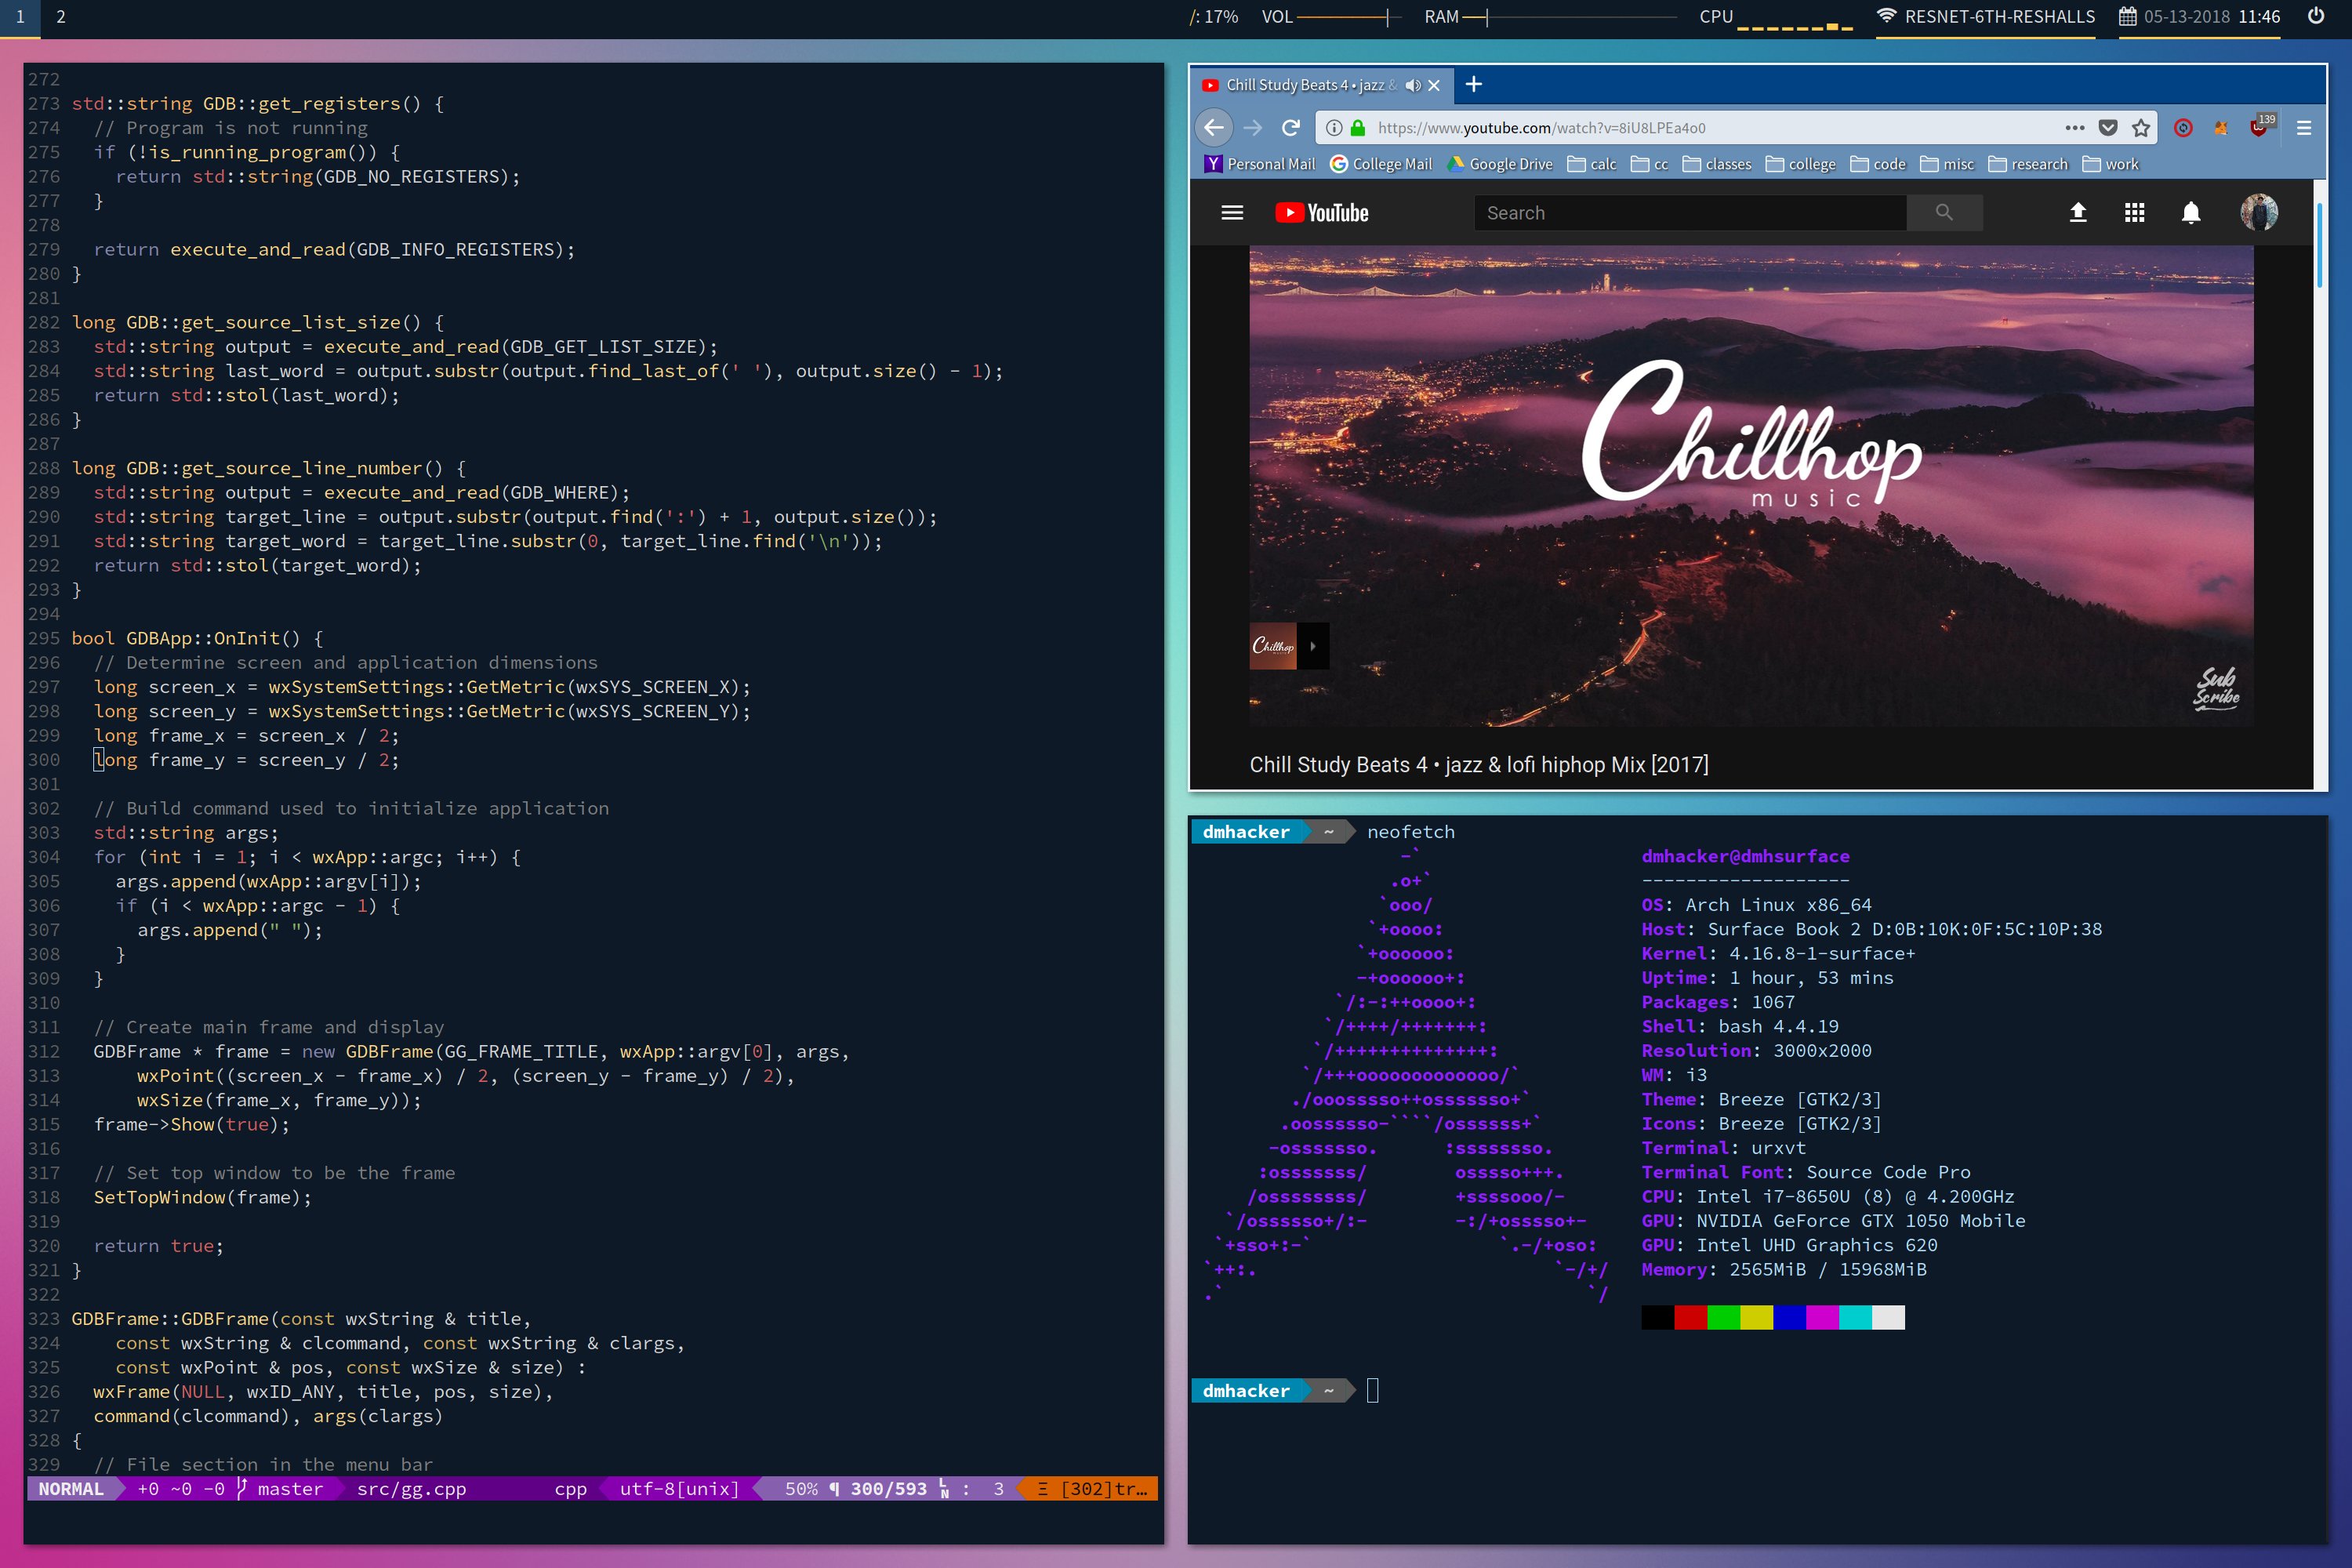 1 2 /: 17% VOL RAM CPU RESNET-6TH-RESHALLS 05-13-2018 11:46
272
273 std::string GDB::get_registers() {
274   // Program is not running
275   if (!is_running_program()) {
276     return std::string(GDB_NO_REGISTERS);
277   }
278
279   return execute_and_read(GDB_INFO_REGISTERS);
280 }
281
282 long GDB::get_source_list_size() {
283   std::string output = execute_and_read(GDB_GET_LIST_SIZE);
284   std::string last_word = output.substr(output.find_last_of(' '), output.size() - 1);
285   return std::stol(last_word);
286 }
287
288 long GDB::get_source_line_number() {
289   std::string output = execute_and_read(GDB_WHERE);
290   std::string target_line = output.substr(output.find(':') + 1, output.size());
291   std::string target_word = target_line.substr(0, target_line.find('\n'));
292   return std::stol(target_word);
293 }
294
295 bool GDBApp::OnInit() {
296   // Determine screen and application dimensions
297   long screen_x = wxSystemSettings::GetMetric(wxSYS_SCREEN_X);
298   long screen_y = wxSystemSettings::GetMetric(wxSYS_SCREEN_Y);
299   long frame_x = screen_x / 2;
300   long frame_y = screen_y / 2;
301
302   // Build command used to initialize application
303   std::string args;
304   for (int i = 1; i < wxApp::argc; i++) {
305     args.append(wxApp::argv[i]);
306     if (i < wxApp::argc - 1) {
307       args.append(" ");
308     }
309   }
310
311   // Create main frame and display
312   GDBFrame * frame = new GDBFrame(GG_FRAME_TITLE, wxApp::argv[0], args,
313       wxPoint((screen_x - frame_x) / 2, (screen_y - frame_y) / 2),
314       wxSize(frame_x, frame_y));
315   frame->Show(true);
316
317   // Set top window to be the frame
318   SetTopWindow(frame);
319
320   return true;
321 }
322
323 GDBFrame::GDBFrame(const wxString & title,
324     const wxString & clcommand, const wxString & clargs,
325     const wxPoint & pos, const wxSize & size) :
326   wxFrame(NULL, wxID_ANY, title, pos, size),
327   command(clcommand), args(clargs)
328 {
329   // File section in the menu bar
NORMAL +0 ~0 -0 master src/gg.cpp cpp utf-8[unix] 50% ¶ 300/593 LN : 3 Ξ [302]tr…
Chill Study Beats 4 • jazz &
https://www.youtube.com/watch?v=8iU8LPEa4o0 139
Personal Mail College Mail Google Drive calc cc classes college code misc research work
YouTube Search
Chillhop
music
Chillhop
Sub
Scribe
Chill Study Beats 4 • jazz & lofi hiphop Mix [2017]
dmhacker ~ neofetch
dmhacker@dmhsurface
-------------------
OS: Arch Linux x86_64
Host: Surface Book 2 D:0B:10K:0F:5C:10P:38
Kernel: 4.16.8-1-surface+
Uptime: 1 hour, 53 mins
Packages: 1067
Shell: bash 4.4.19
Resolution: 3000x2000
WM: i3
Theme: Breeze [GTK2/3]
Icons: Breeze [GTK2/3]
Terminal: urxvt
Terminal Font: Source Code Pro
CPU: Intel i7-8650U (8) @ 4.200GHz
GPU: NVIDIA GeForce GTX 1050 Mobile
GPU: Intel UHD Graphics 620
Memory: 2565MiB / 15968MiB
dmhacker ~